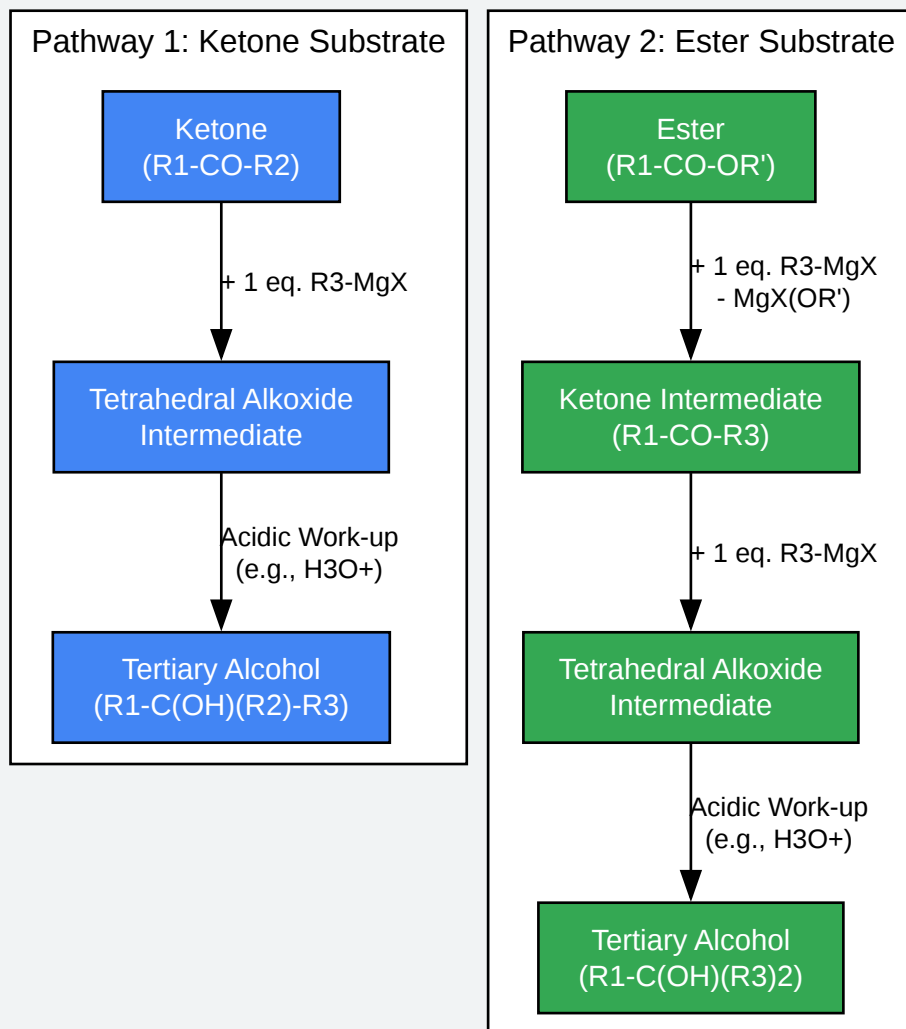 Pathway 1: Ketone Substrate
Ketone
(R1-CO-R2)
+ 1 eq. R3-MgX
Tetrahedral Alkoxide
Intermediate
Acidic Work-up
(e.g., H3O+)
Tertiary Alcohol
(R1-C(OH)(R2)-R3)
Pathway 2: Ester Substrate
Ester
(R1-CO-OR')
+ 1 eq. R3-MgX
- MgX(OR')
Ketone Intermediate
(R1-CO-R3)
+ 1 eq. R3-MgX
Tetrahedral Alkoxide
Intermediate
Acidic Work-up
(e.g., H3O+)
Tertiary Alcohol
(R1-C(OH)(R3)2)